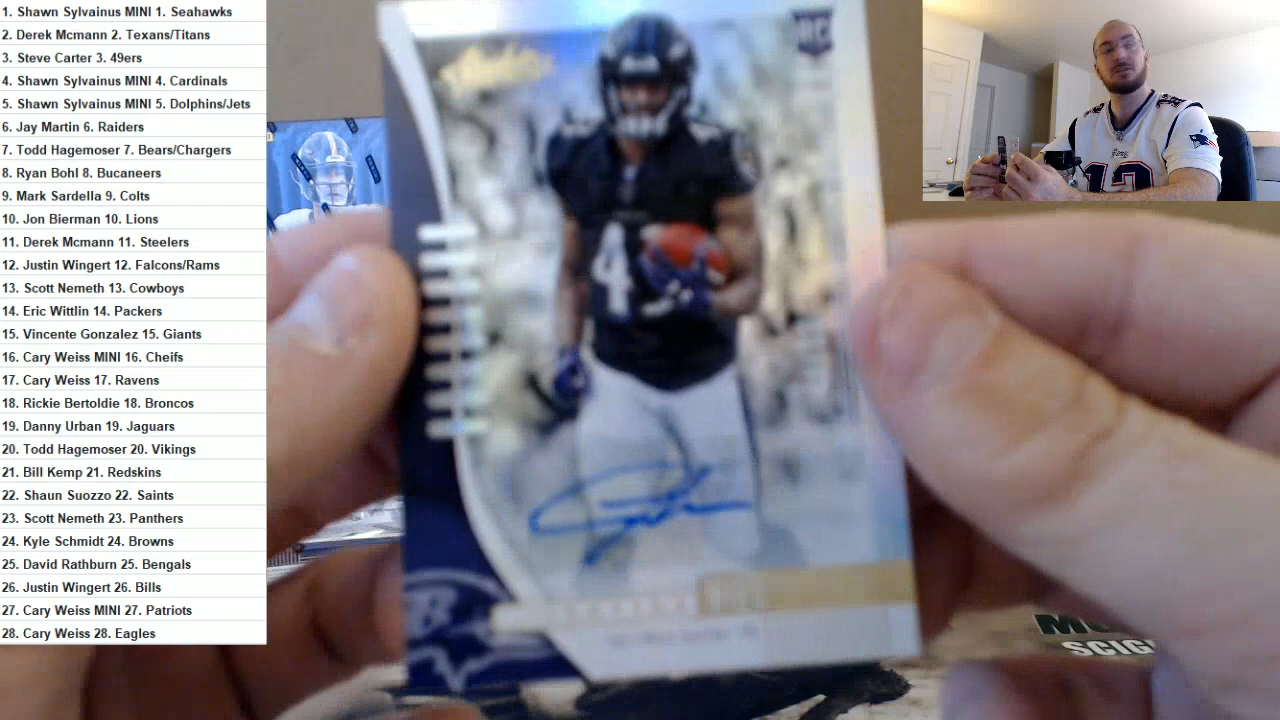 1. Shawn Sylvainus MINI 1. Seahawks
2. Derek Mcmann 2. Texans/Titans
3. Steve Carter 3. 49ers
4. Shawn Sylvainus MINI 4. Cardinals
5. Shawn Sylvainus MINI 5. Dolphins/Jets
6. Jay Martin 6. Raiders
7. Todd Hagemoser 7. Bears/Chargers
8. Ryan Bohl 8. Bucaneers
9. Mark Sardella 9. Colts
10. Jon Bierman 10. Lions
11. Derek Mcmann 11. Steelers
12. Justin Wingert 12. Falcons/Rams
13. Scott Nemeth 13. Cowboys
14. Eric Wittlin 14. Packers
15. Vincente Gonzalez 15. Giants
16. Cary Weiss MINI 16. Cheifs
17. Cary Weiss 17. Ravens
18. Rickie Bertoldie 18. Broncos
19. Danny Urban 19. Jaguars
20. Todd Hagemoser 20. Vikings
21. Bill Kemp 21. Redskins
22. Shaun Suozzo 22. Saints
23. Scott Nemeth 23. Panthers
24. Kyle Schmidt 24. Browns
25. David Rathburn 25. Bengals
26. Justin Wingert 26. Bills
27. Cary Weiss MINI 27. Patriots
28. Cary Weiss 28. Eagles
Absolute
RC
12